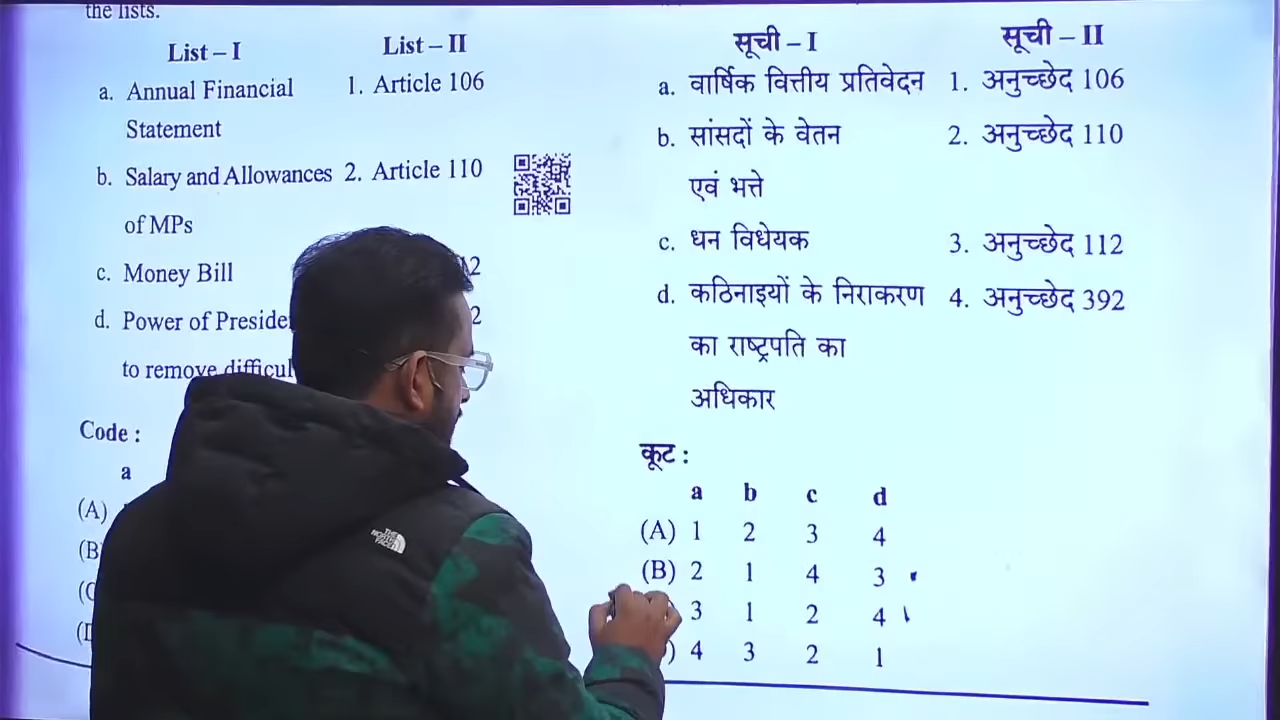 the lists.
List – I List – II
a. Annual Financial 1. Article 106
Statement
b. Salary and Allowances 2. Article 110
of MPs
c. Money Bill
d. Power of
to remove
Code :
a
(A)
सूची – I सूची – II
a. वार्षिक वित्तीय प्रतिवेदन 1. अनुच्छेद 106
b. सांसदों के वेतन 2. अनुच्छेद 110
एवं भत्ते
c. धन विधेयक 3. अनुच्छेद 112
d. कठिनाइयों के निराकरण 4. अनुच्छेद 392
का राष्ट्रपति का
अधिकार
कूट :
a b c d
(A) 1 2 3 4
(B) 2 1 4 3
3 1 2 4
4 3 2 1
THE NORTH FACE